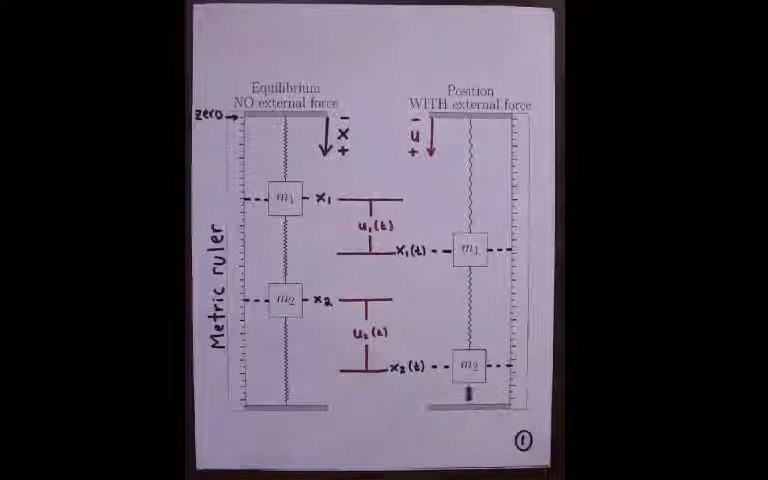 Equilibrium
NO external force
Position
WITH external force
zero
−
x
+
−
u
+
m1
x1
u1(t)
x1(t)
m1
Metric ruler
m2
x2
u2(t)
x2(t)
m2
1